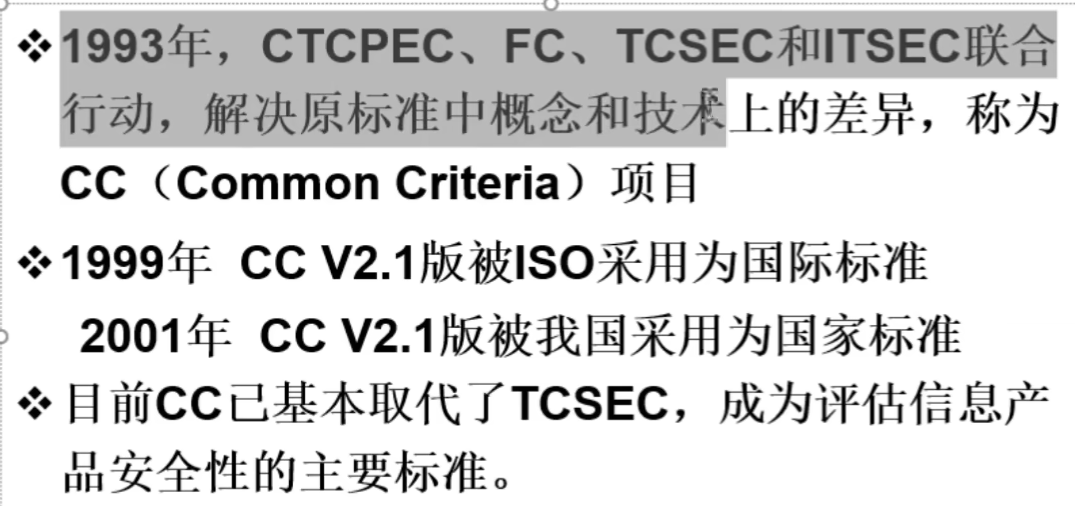 ❖1993年，CTCPEC、FC、TCSEC和ITSEC联合
行动，解决原标准中概念和技术上的差异，称为
CC（Common Criteria）项目
❖1999年 CC V2.1版被ISO采用为国际标准
2001年 CC V2.1版被我国采用为国家标准
❖目前CC已基本取代了TCSEC，成为评估信息产
品安全性的主要标准。